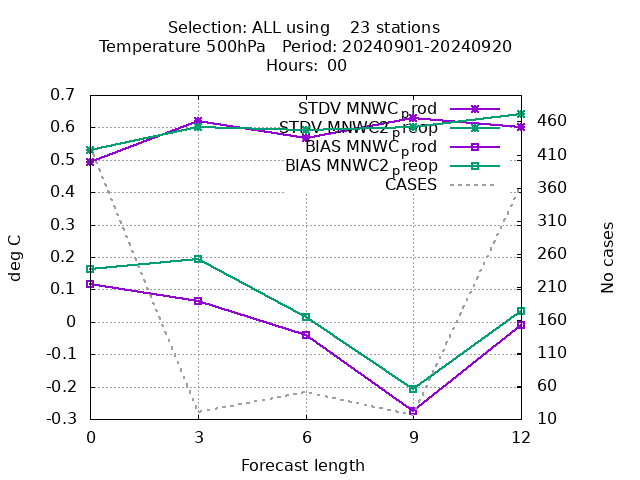 Selection: ALL using 23 stations
Temperature 500hPa Period: 20240901-20240920
Hours: 00
0.7
0.6
0.5
0.4
0.3
0.2
0.1
0
-0.1
-0.2
-0.3
deg C
STDV MNWC_prod
STDV MNWC2_preop
BIAS MNWC_prod
BIAS MNWC2_preop
CASES
460
410
360
310
260
210
160
110
60
10
No cases
0 3 6 9 12
Forecast length